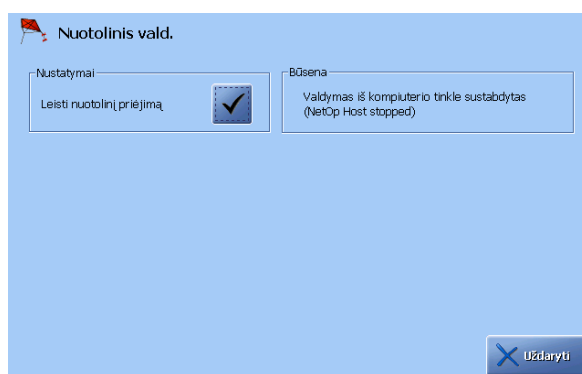 Nuotolinis vald.
Nustatymai
Leisti nuotolinį priėjimą
Būsena
Valdymas iš kompiuterio tinkle sustabdytas
(NetOp Host stopped)
Uždaryti